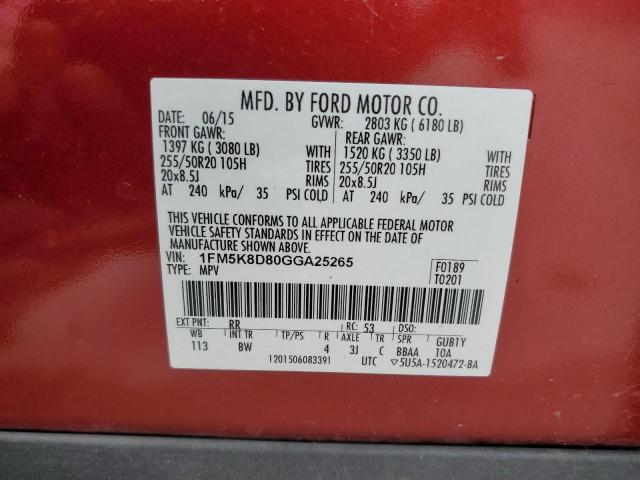 MFD. BY FORD MOTOR CO.
DATE: 06/15 GVWR: 2803 KG ( 6180 LB)
FRONT GAWR: REAR GAWR:
1397 KG ( 3080 LB) WITH 1520 KG ( 3350 LB) WITH
255/50R20 105H TIRES 255/50R20 105H TIRES
20x8.5J RIMS 20x8.5J RIMS
AT 240 kPa/ 35 PSI COLD AT 240 kPa/ 35 PSI COLD
THIS VEHICLE CONFORMS TO ALL APPLICABLE FEDERAL MOTOR
VEHICLE SAFETY STANDARDS IN EFFECT ON THE DATE OF
MANUFACTURE SHOWN ABOVE.
VIN: 1FM5K8D80GGA25265 F0189
TYPE: MPV T0201
EXT PNT: RR RC: 53 DSO:
WB INT TR TP/PS R AXLE TR SPR GUB1Y
113 BW 4 3J C BBAA 10A
1201506083391 UTC ▽5U5A-1520472-BA